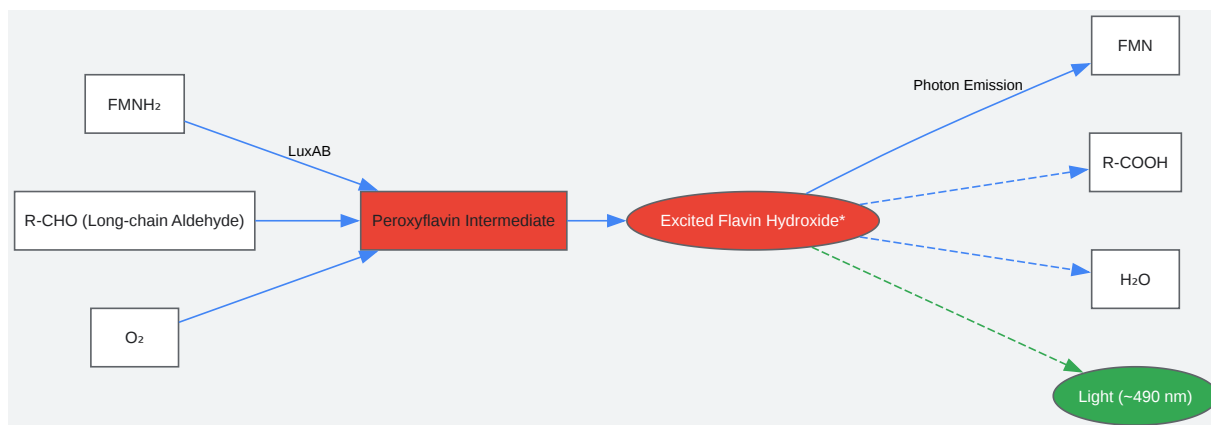 FMNH₂
LuxAB
R-CHO (Long-chain Aldehyde)
O₂
Peroxyflavin Intermediate
Excited Flavin Hydroxide*
Photon Emission
FMN
R-COOH
H₂O
Light (~490 nm)